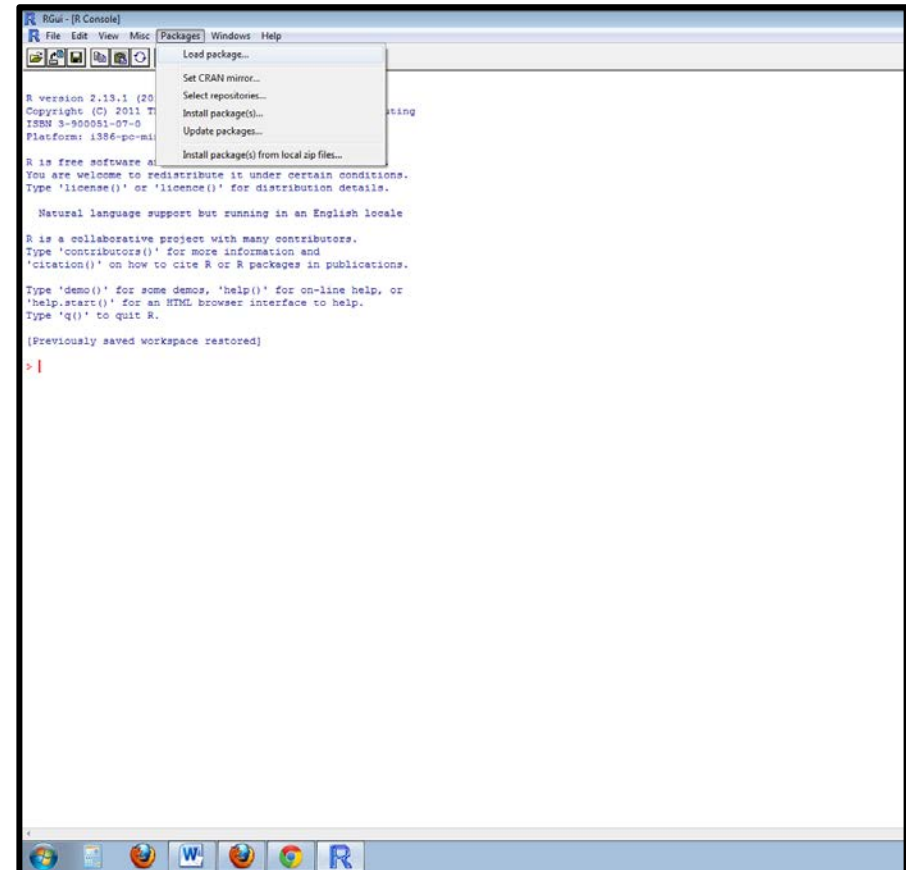 RGui - [R Console]
File Edit View Misc Packages Windows Help
Load package...
Set CRAN mirror...
Select repositories...
Install package(s)...
Update packages...
Install package(s) from local zip files...
R version 2.13.1 (20
Copyright (C) 2011 T
ISBN 3-900051-07-0
Platform: i386-pc-mi
R is free software a
You are welcome to redistribute it under certain conditions.
Type 'license()' or 'licence()' for distribution details.
Natural language support but running in an English locale
R is a collaborative project with many contributors.
Type 'contributors()' for more information and
'citation()' on how to cite R or R packages in publications.
Type 'demo()' for some demos, 'help()' for on-line help, or
'help.start()' for an HTML browser interface to help.
Type 'q()' to quit R.
[Previously saved workspace restored]
>